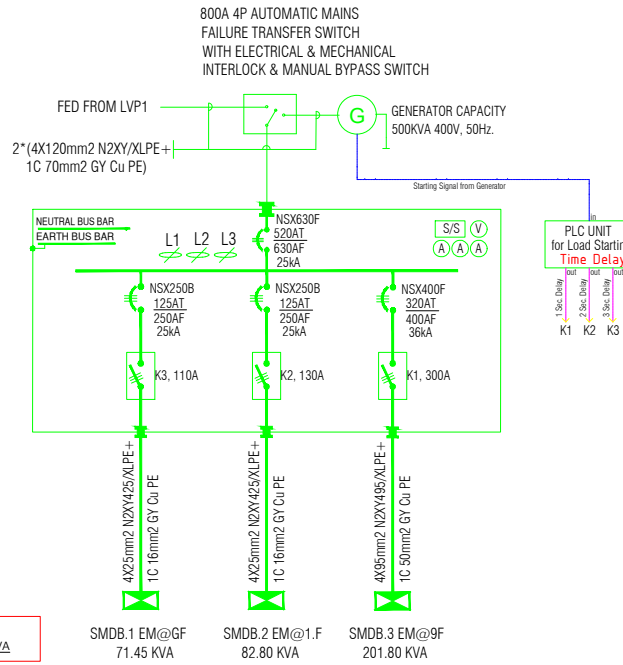 800A 4P AUTOMATIC MAINS
FAILURE TRANSFER SWITCH
WITH ELECTRICAL & MECHANICAL
INTERLOCK & MANUAL BYPASS SWITCH
FED FROM LVP1
2*(4X120mm2 N2XY/XLPE+
1C 70mm2 GY Cu PE)
G
GENERATOR CAPACITY
500KVA 400V, 50Hz.
Starting Signal from Generator
in
PLC UNIT
for Load Startin
Time Delay
out
out
out
1 Sec. Delay
2 Sec. Delay
3 Sec. Delay
K1
K2
K3
NEUTRAL BUS BAR
EARTH BUS BAR
L1
L2
L3
NSX630F
520AT
630AF
25kA
S/S
V
A
A
A
NSX250B
125AT
250AF
25kA
NSX250B
125AT
250AF
25kA
NSX400F
320AT
400AF
36kA
K3, 110A
K2, 130A
K1, 300A
4X25mm2 N2XY425/XLPE+
1C 16mm2 GY Cu PE
4X25mm2 N2XY425/XLPE+
1C 16mm2 GY Cu PE
4X95mm2 N2XY495/XLPE+
1C 50mm2 GY Cu PE
VA
SMDB.1 EM@GF
71.45 KVA
SMDB.2 EM@1.F
82.80 KVA
SMDB.3 EM@9F
201.80 KVA